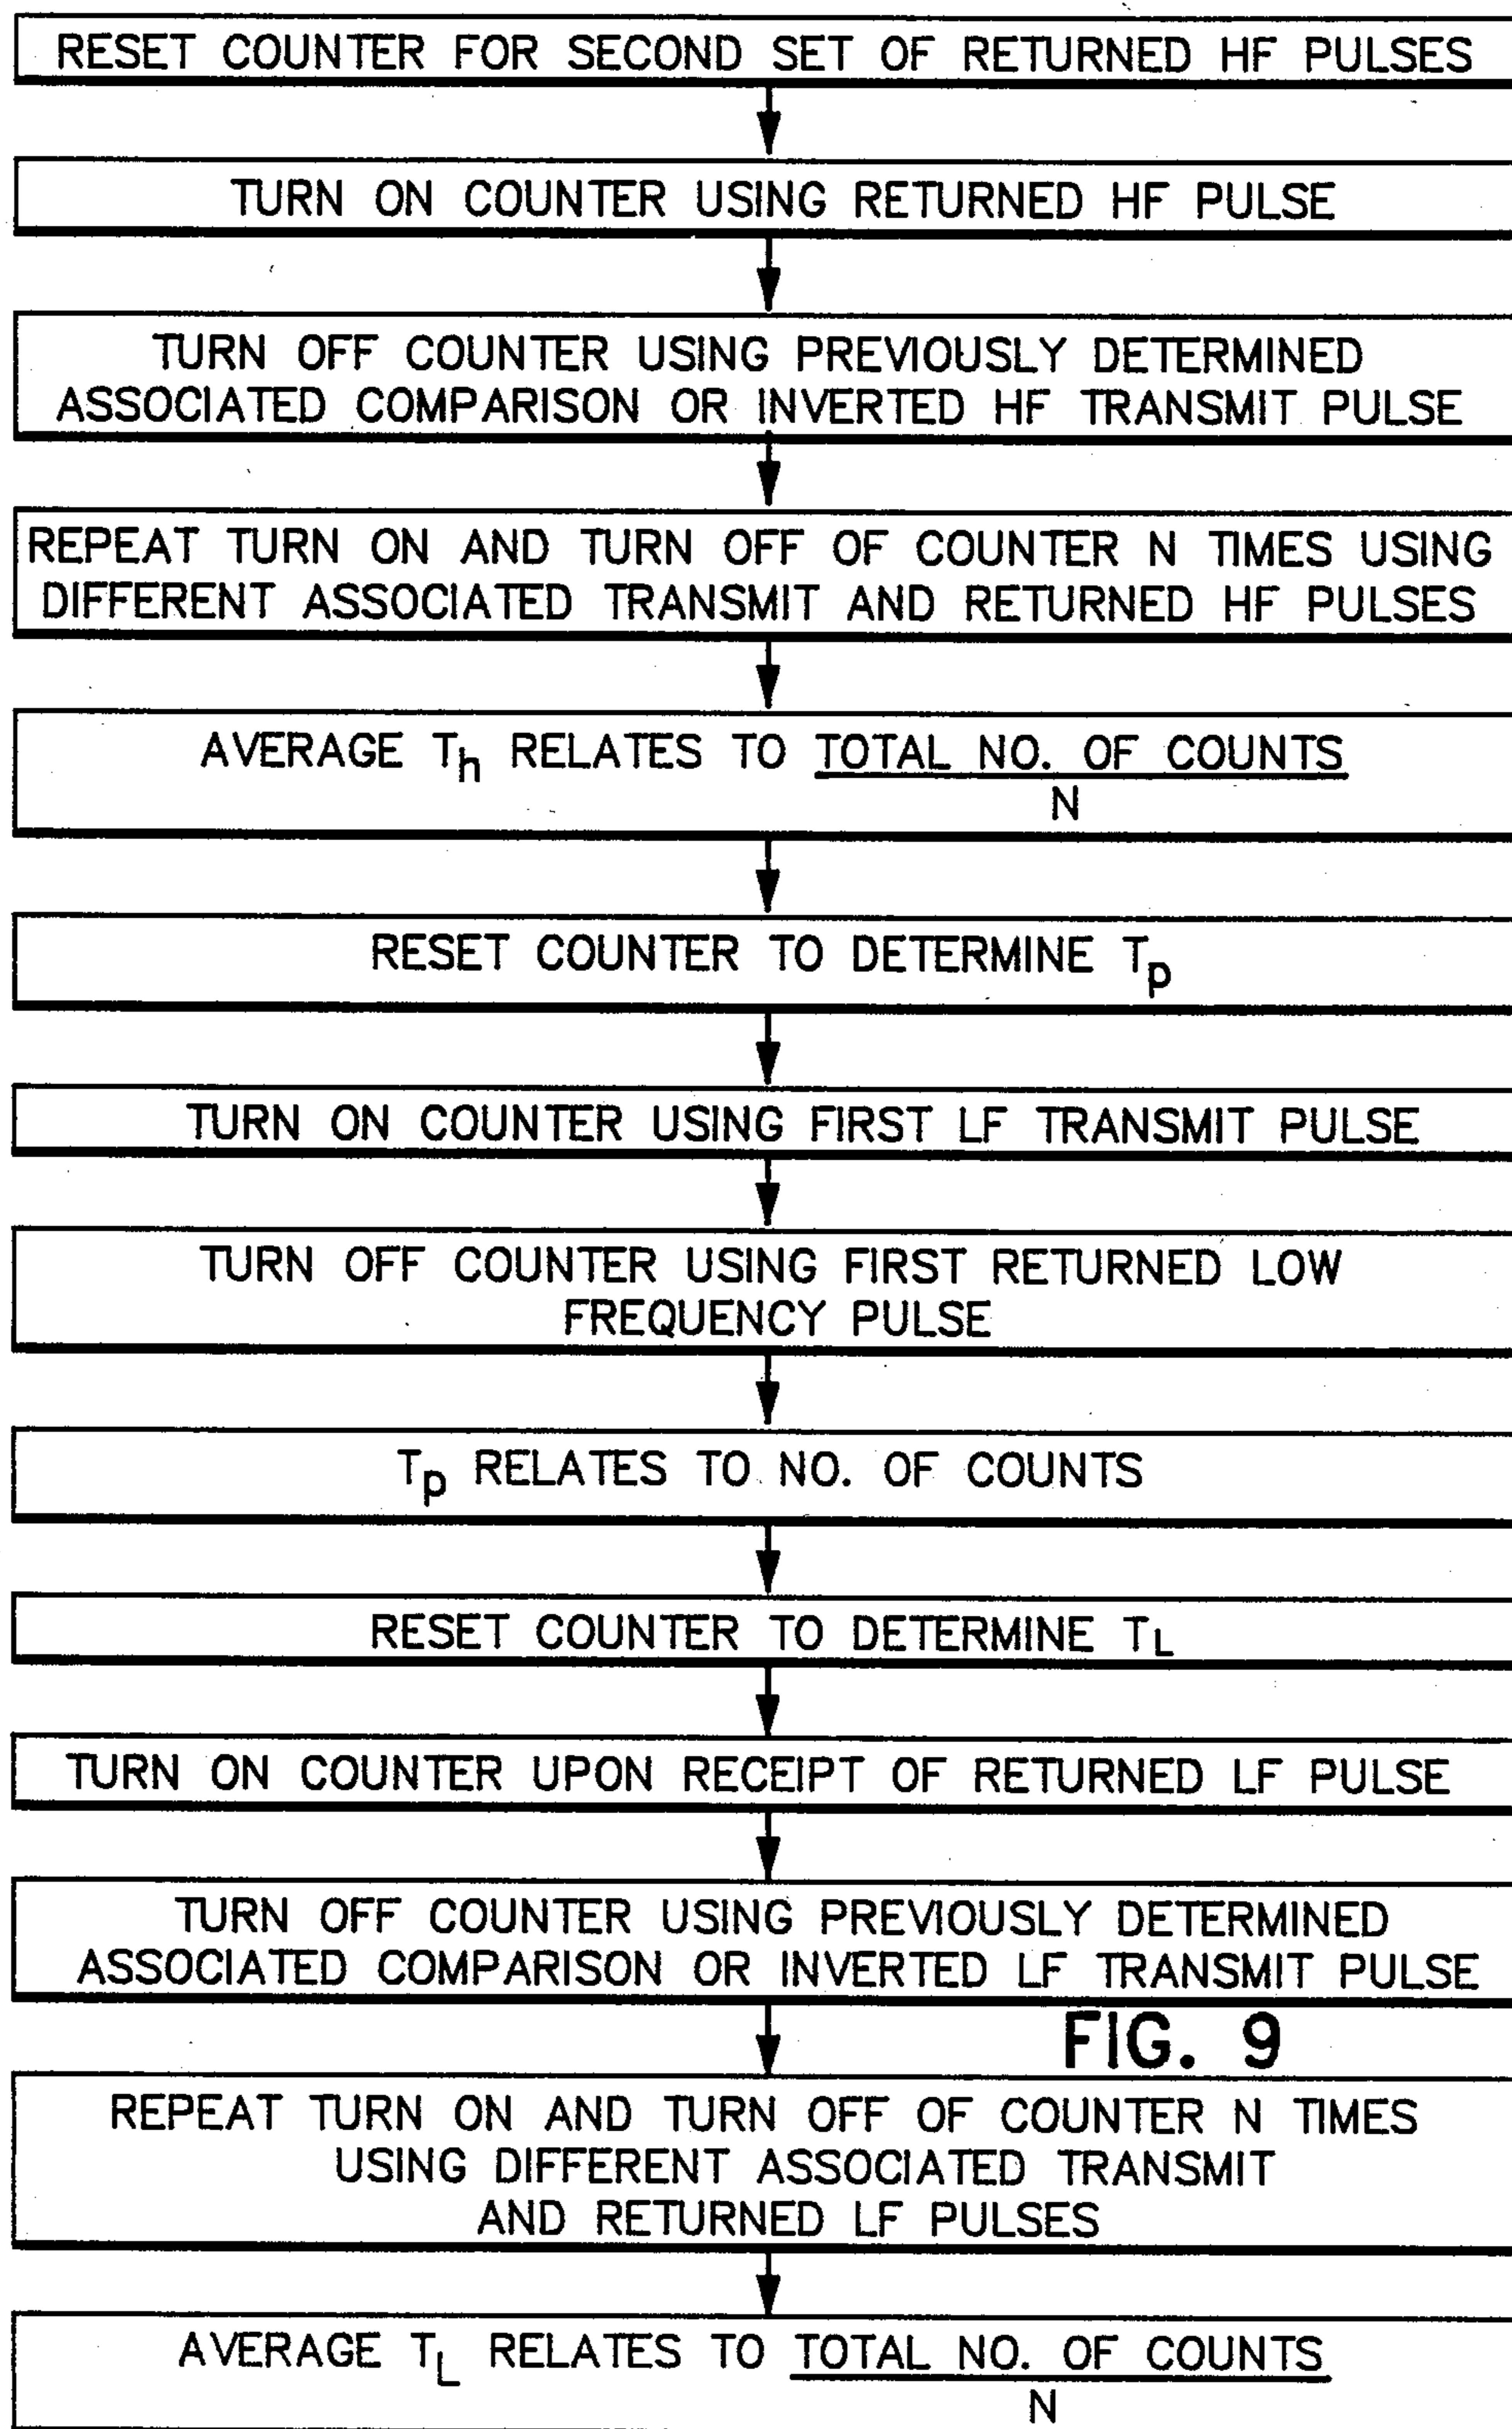 RESET COUNTER FOR SECOND SET OF RETURNED HF PULSES
TURN ON COUNTER USING RETURNED HF PULSE
TURN OFF COUNTER USING PREVIOUSLY DETERMINED
ASSOCIATED COMPARISON OR INVERTED HF TRANSMIT PULSE
REPEAT TURN ON AND TURN OFF OF COUNTER N TIMES USING
DIFFERENT ASSOCIATED TRANSMIT AND RETURNED HF PULSES
AVERAGE Th RELATES TO TOTAL NO. OF COUNTS
N
RESET COUNTER TO DETERMINE Tp
TURN ON COUNTER USING FIRST LF TRANSMIT PULSE
TURN OFF COUNTER USING FIRST RETURNED LOW
FREQUENCY PULSE
Tp RELATES TO NO. OF COUNTS
RESET COUNTER TO DETERMINE TL
TURN ON COUNTER UPON RECEIPT OF RETURNED LF PULSE
TURN OFF COUNTER USING PREVIOUSLY DETERMINED
ASSOCIATED COMPARISON OR INVERTED LF TRANSMIT PULSE
FIG. 9
REPEAT TURN ON AND TURN OFF OF COUNTER N TIMES
USING DIFFERENT ASSOCIATED TRANSMIT
AND RETURNED LF PULSES
AVERAGE TL RELATES TO TOTAL NO. OF COUNTS
N